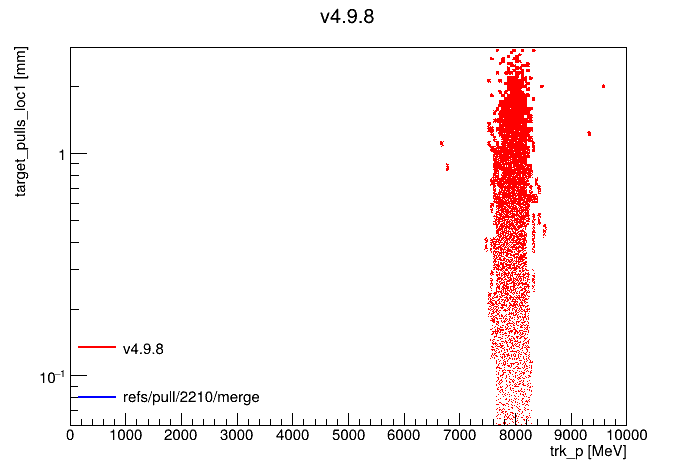 v4.9.8
target_pulls_loc1 [mm]
1
10⁻¹
v4.9.8
refs/pull/2210/merge
0 1000 2000 3000 4000 5000 6000 7000 8000 9000 10000
trk_p [MeV]